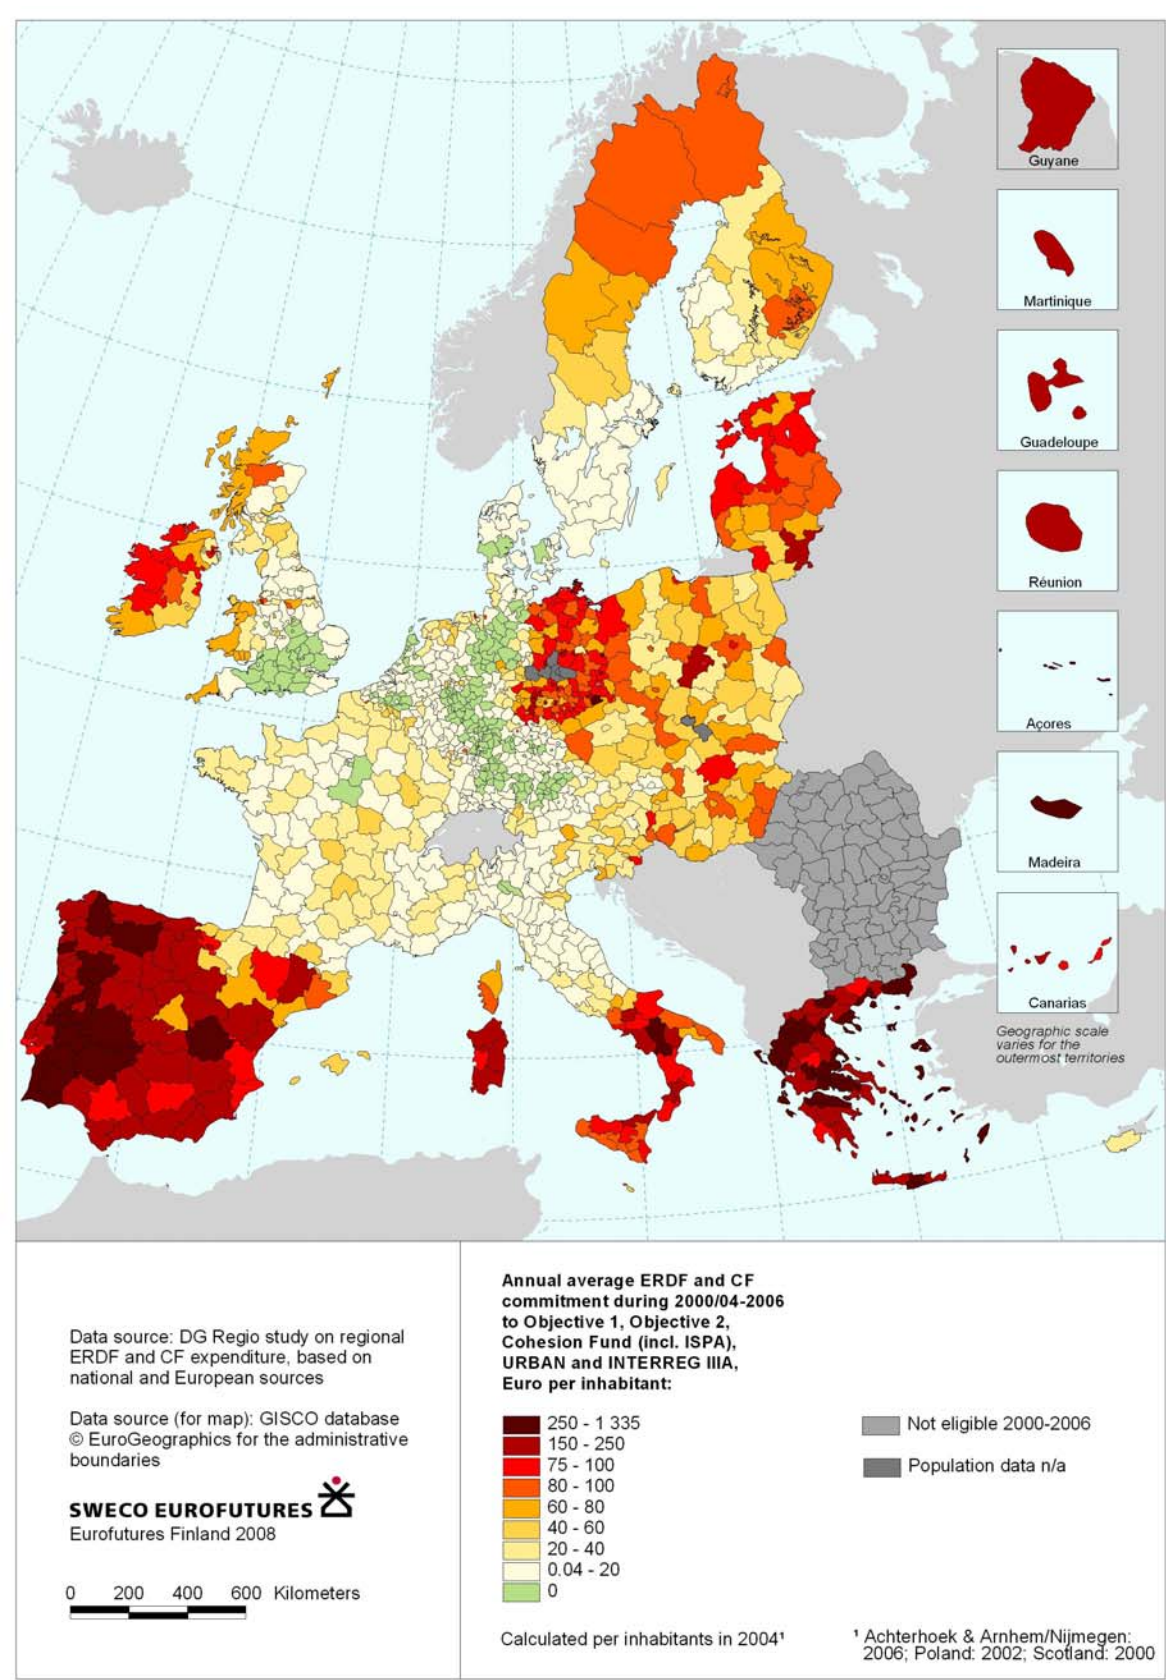 Guyane
Martinique
Guadeloupe
Réunion
Açores
Madeira
Canarias
Geographic scale
varies for the
outermost territories
Data source: DG Regio study on regional
ERDF and CF expenditure, based on
national and European sources
Data source (for map): GISCO database
© EuroGeographics for the administrative
boundaries
SWECO EUROFUTURES
Eurofutures Finland 2008
0 200 400 600 Kilometers
Annual average ERDF and CF
commitment during 2000/04-2006
to Objective 1, Objective 2,
Cohesion Fund (incl. ISPA),
URBAN and INTERREG IIIA,
Euro per inhabitant:
250 - 1 335
150 - 250
75 - 100
80 - 100
60 - 80
40 - 60
20 - 40
0.04 - 20
0
Not eligible 2000-2006
Population data n/a
Calculated per inhabitants in 2004¹
¹ Achterhoek & Arnhem/Nijmegen:
2006; Poland: 2002; Scotland: 2000